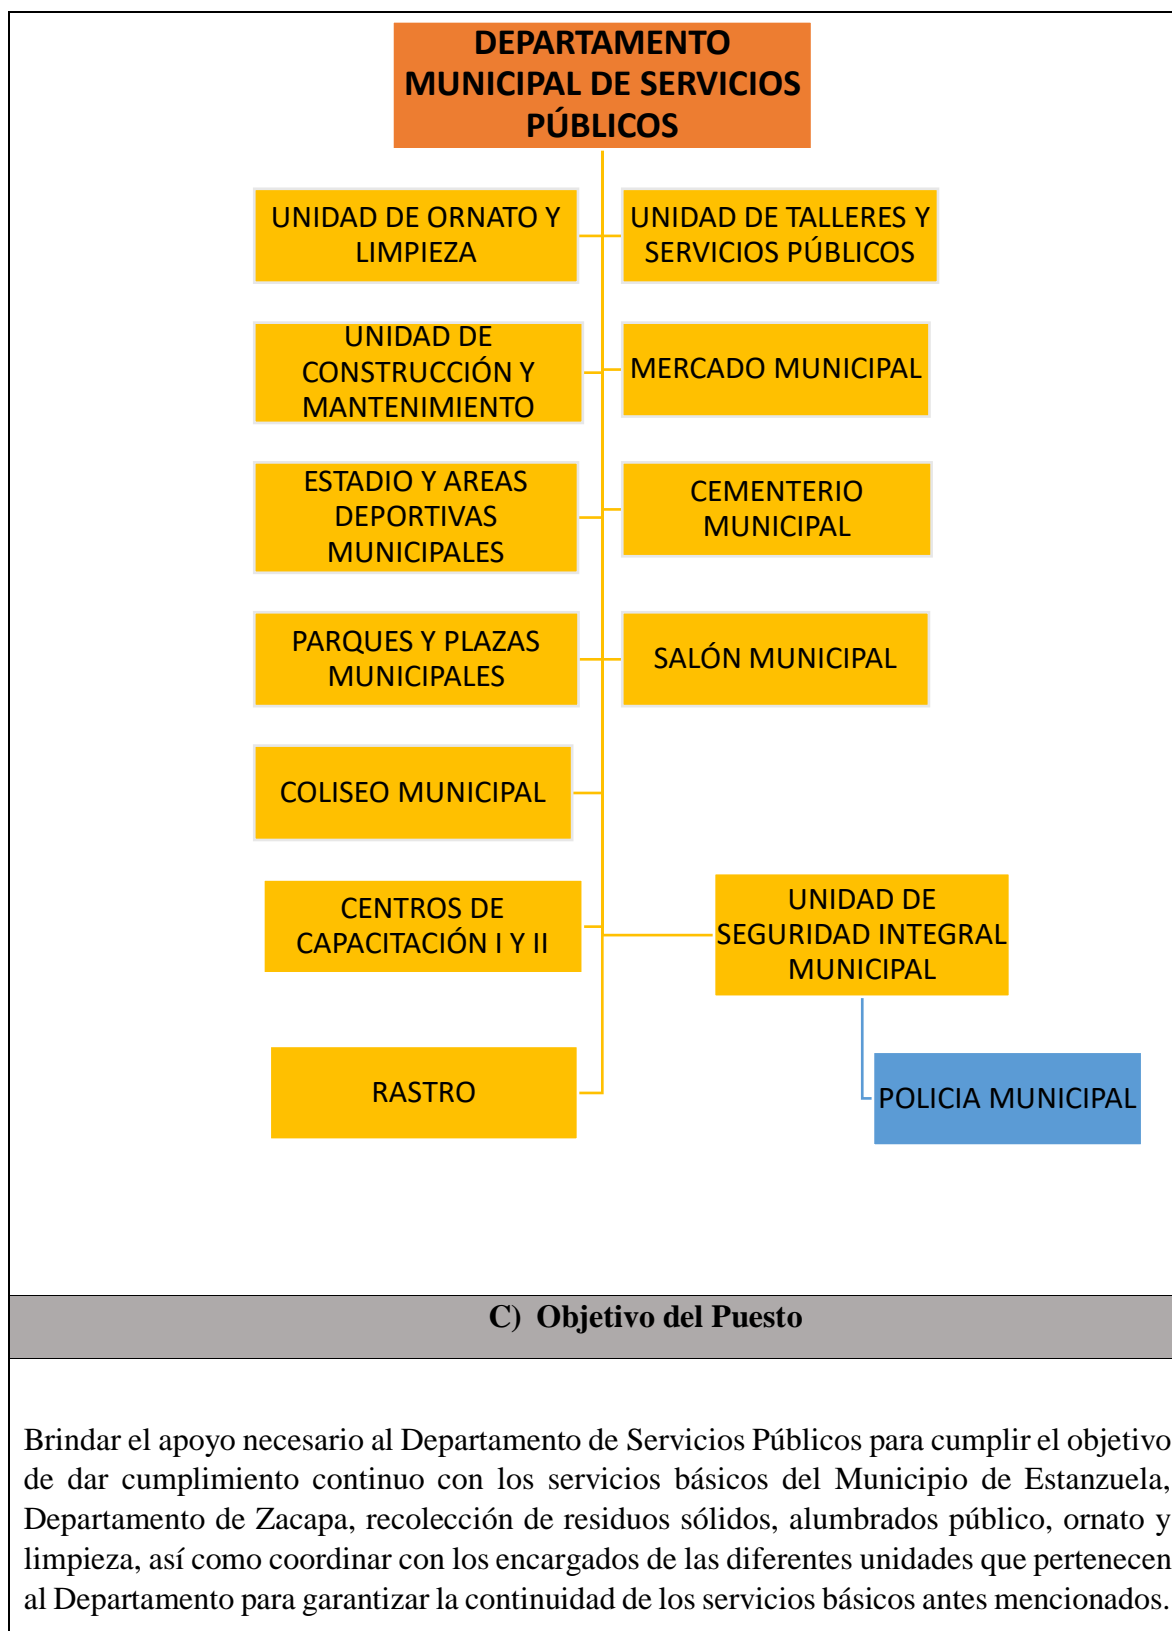 DEPARTAMENTO
MUNICIPAL DE SERVICIOS
PÚBLICOS
UNIDAD DE ORNATO Y
LIMPIEZA
UNIDAD DE TALLERES Y
SERVICIOS PÚBLICOS
UNIDAD DE
CONSTRUCCIÓN Y
MANTENIMIENTO
MERCADO MUNICIPAL
ESTADIO Y AREAS
DEPORTIVAS
MUNICIPALES
CEMENTERIO
MUNICIPAL
PARQUES Y PLAZAS
MUNICIPALES
SALÓN MUNICIPAL
COLISEO MUNICIPAL
CENTROS DE
CAPACITACIÓN I Y II
UNIDAD DE
SEGURIDAD INTEGRAL
MUNICIPAL
RASTRO
POLICIA MUNICIPAL
C) Objetivo del Puesto
Brindar el apoyo necesario al Departamento de Servicios Públicos para cumplir el objetivo
de dar cumplimiento continuo con los servicios básicos del Municipio de Estanzuela,
Departamento de Zacapa, recolección de residuos sólidos, alumbrados público, ornato y
limpieza, así como coordinar con los encargados de las diferentes unidades que pertenecen
al Departamento para garantizar la continuidad de los servicios básicos antes mencionados.